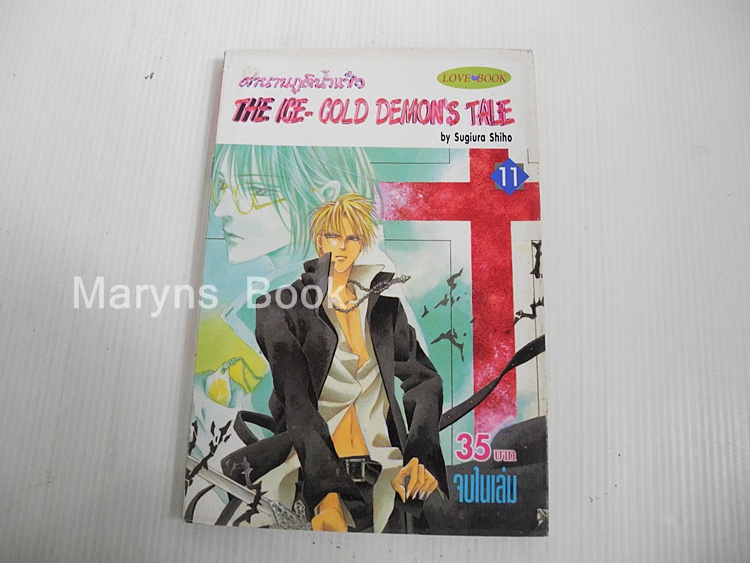 LOVE BOOK
ตำนานภูตน้ำแข็ง
THE ICE-COLD DEMON'S TALE
by Sugiura Shiho
11
Maryns Book
35 บาท
จบในเล่ม